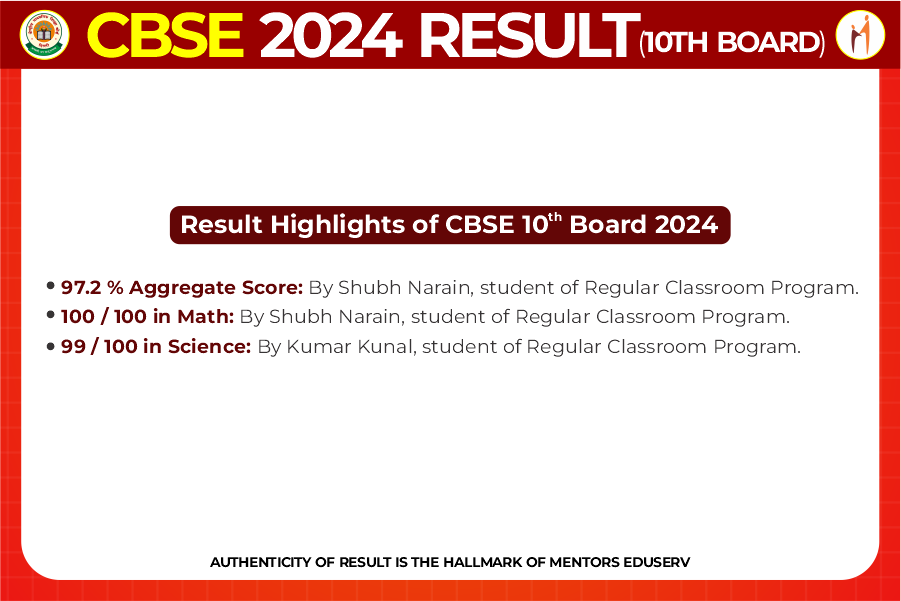 CBSE 2024 RESULT (10TH BOARD)
Result Highlights of CBSE 10th Board 2024
• 97.2 % Aggregate Score: By Shubh Narain, student of Regular Classroom Program.
• 100 / 100 in Math: By Shubh Narain, student of Regular Classroom Program.
• 99 / 100 in Science: By Kumar Kunal, student of Regular Classroom Program.
AUTHENTICITY OF RESULT IS THE HALLMARK OF MENTORS EDUSERV